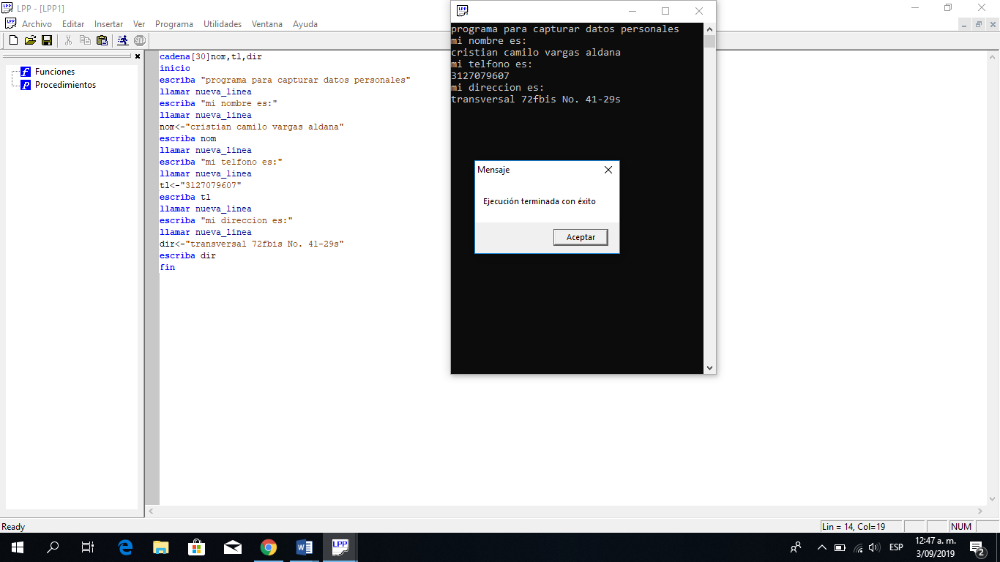 LPP - [LPP1]
Archivo Editar Insertar Ver Programa Utilidades Ventana Ayuda
Funciones
Procedimientos
cadena[30]nom,tl,dir
inicio
escriba "programa para capturar datos personales"
llamar nueva_linea
escriba "mi nombre es:"
llamar nueva_linea
nom<-"cristian camilo vargas aldana"
escriba nom
llamar nueva_linea
escriba "mi telfono es:"
llamar nueva_linea
tl<-"3127079607"
escriba tl
llamar nueva_linea
escriba "mi direccion es:"
llamar nueva_linea
dir<-"transversal 72fbis No. 41-29s"
escriba dir
fin
LPP
programa para capturar datos personales
mi nombre es:
cristian camilo vargas aldana
mi telfono es:
3127079607
mi direccion es:
transversal 72fbis No. 41-29s
Mensaje
Ejecución terminada con éxito
Aceptar
Ready
Lin = 14, Col=19
NUM
LPP
ESP
12:47 a. m.
3/09/2019
2